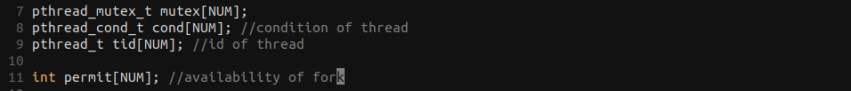 7 pthread_mutex_t mutex[NUM];
8 pthread_cond_t cond[NUM]; //condition of thread
9 pthread_t tid[NUM]; //id of thread
10
11 int permit[NUM]; //availability of fork